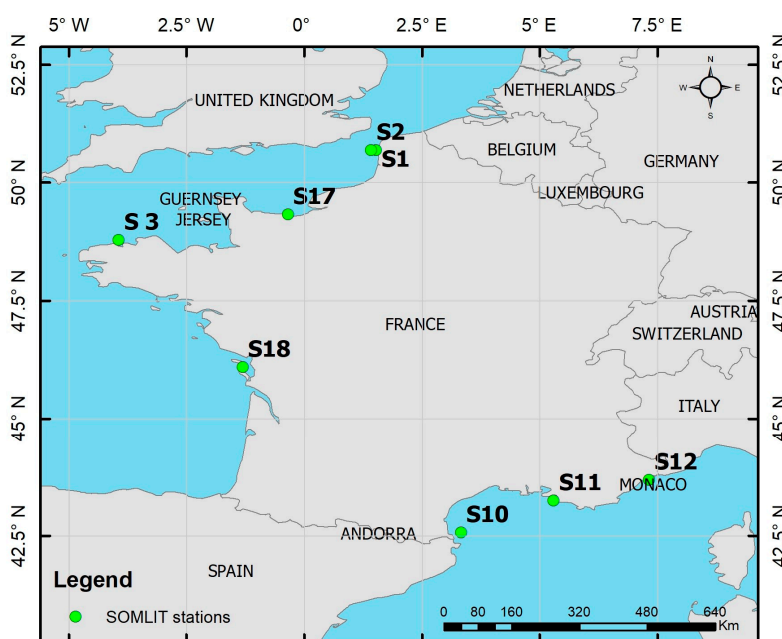 5° W 2.5° W 0° 2.5° E 5° E 7.5° E
52.5° N
52.5° N
N
W E
S
UNITED KINGDOM
NETHERLANDS
S2
BELGIUM
S1
GERMANY
50° N
50° N
LUXEMBOURG
GUERNSEY
S17
JERSEY
S 3
47.5° N
47.5° N
AUSTRIA
FRANCE
SWITZERLAND
S18
ITALY
45° N
45° N
S12
S11
MONACO
S10
42.5° N
42.5° N
ANDORRA
SPAIN
Legend
SOMLIT stations
0 80 160 320 480 640
Km